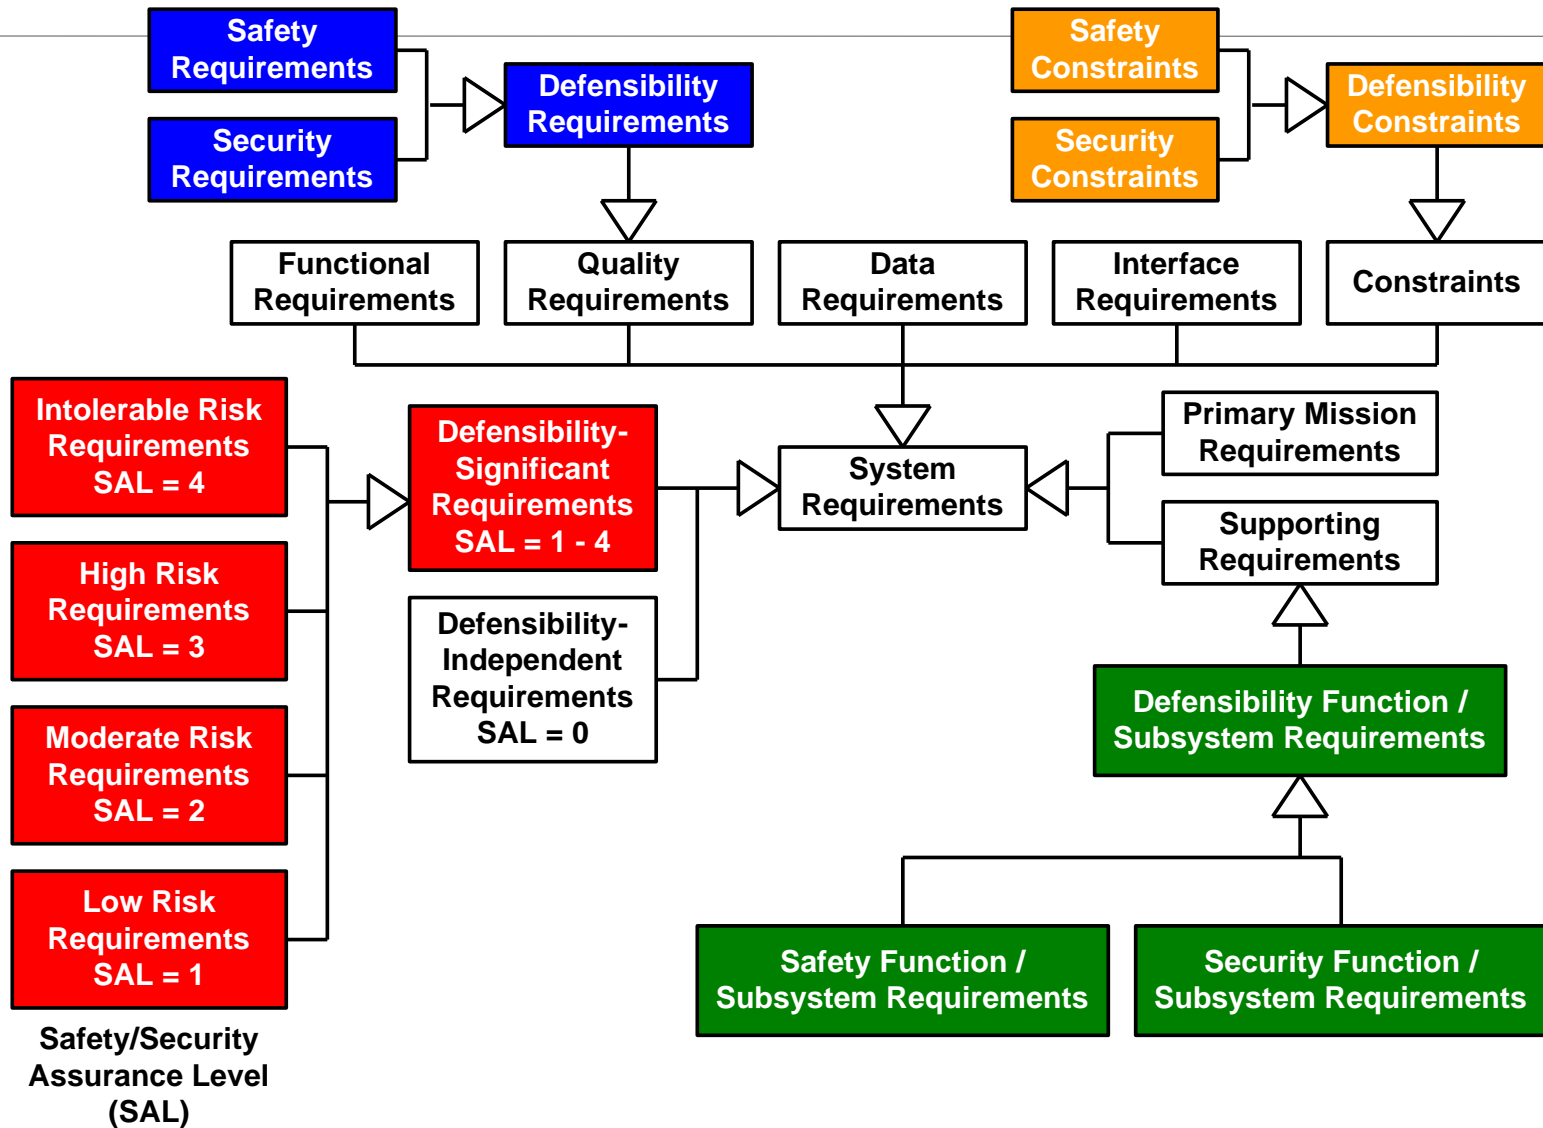 Safety
Requirements
Security
Requirements
Defensibility
Requirements
Safety
Constraints
Security
Constraints
Defensibility
Constraints
Functional
Requirements
Quality
Requirements
Data
Requirements
Interface
Requirements
Constraints
Intolerable Risk
Requirements
SAL = 4
High Risk
Requirements
SAL = 3
Moderate Risk
Requirements
SAL = 2
Low Risk
Requirements
SAL = 1
Safety/Security
Assurance Level
(SAL)
Defensibility-
Significant
Requirements
SAL = 1 - 4
Defensibility-
Independent
Requirements
SAL = 0
System
Requirements
Primary Mission
Requirements
Supporting
Requirements
Defensibility Function /
Subsystem Requirements
Safety Function /
Subsystem Requirements
Security Function /
Subsystem Requirements